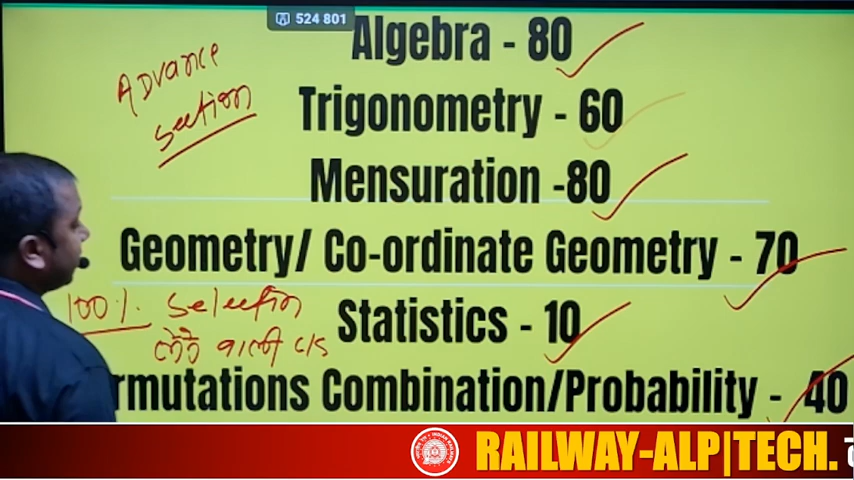 524 801
Algebra - 80
Advance
section
Trigonometry - 60
Mensuration -80
Geometry/ Co-ordinate Geometry - 70
100%. Selection
Statistics - 10
लेने वाली c/s
rmutations Combination/Probability - 40
RAILWAY-ALP|TECH.